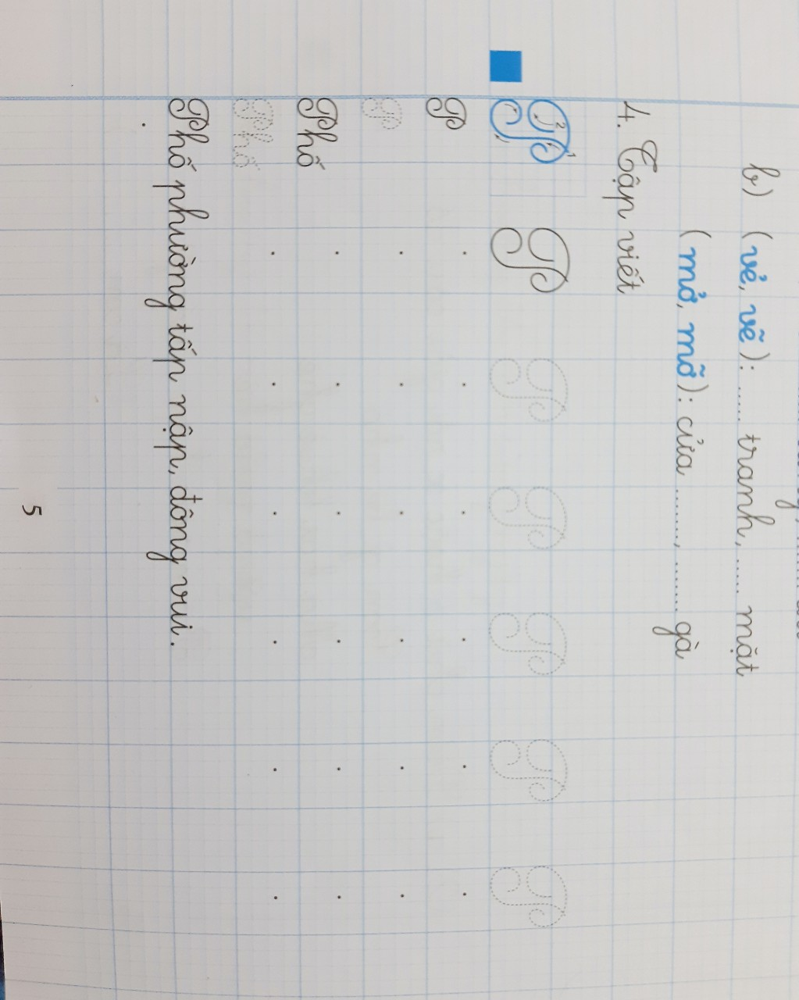 b) (vẻ, vẽ): ...... tranh, ...... mặt
(mỏ, mõ): cửa ........, ........ gà
4. Tập viết
P P P P P P P
P
P
Phố
Phố
Phố phường tấp nập, đông vui.
5